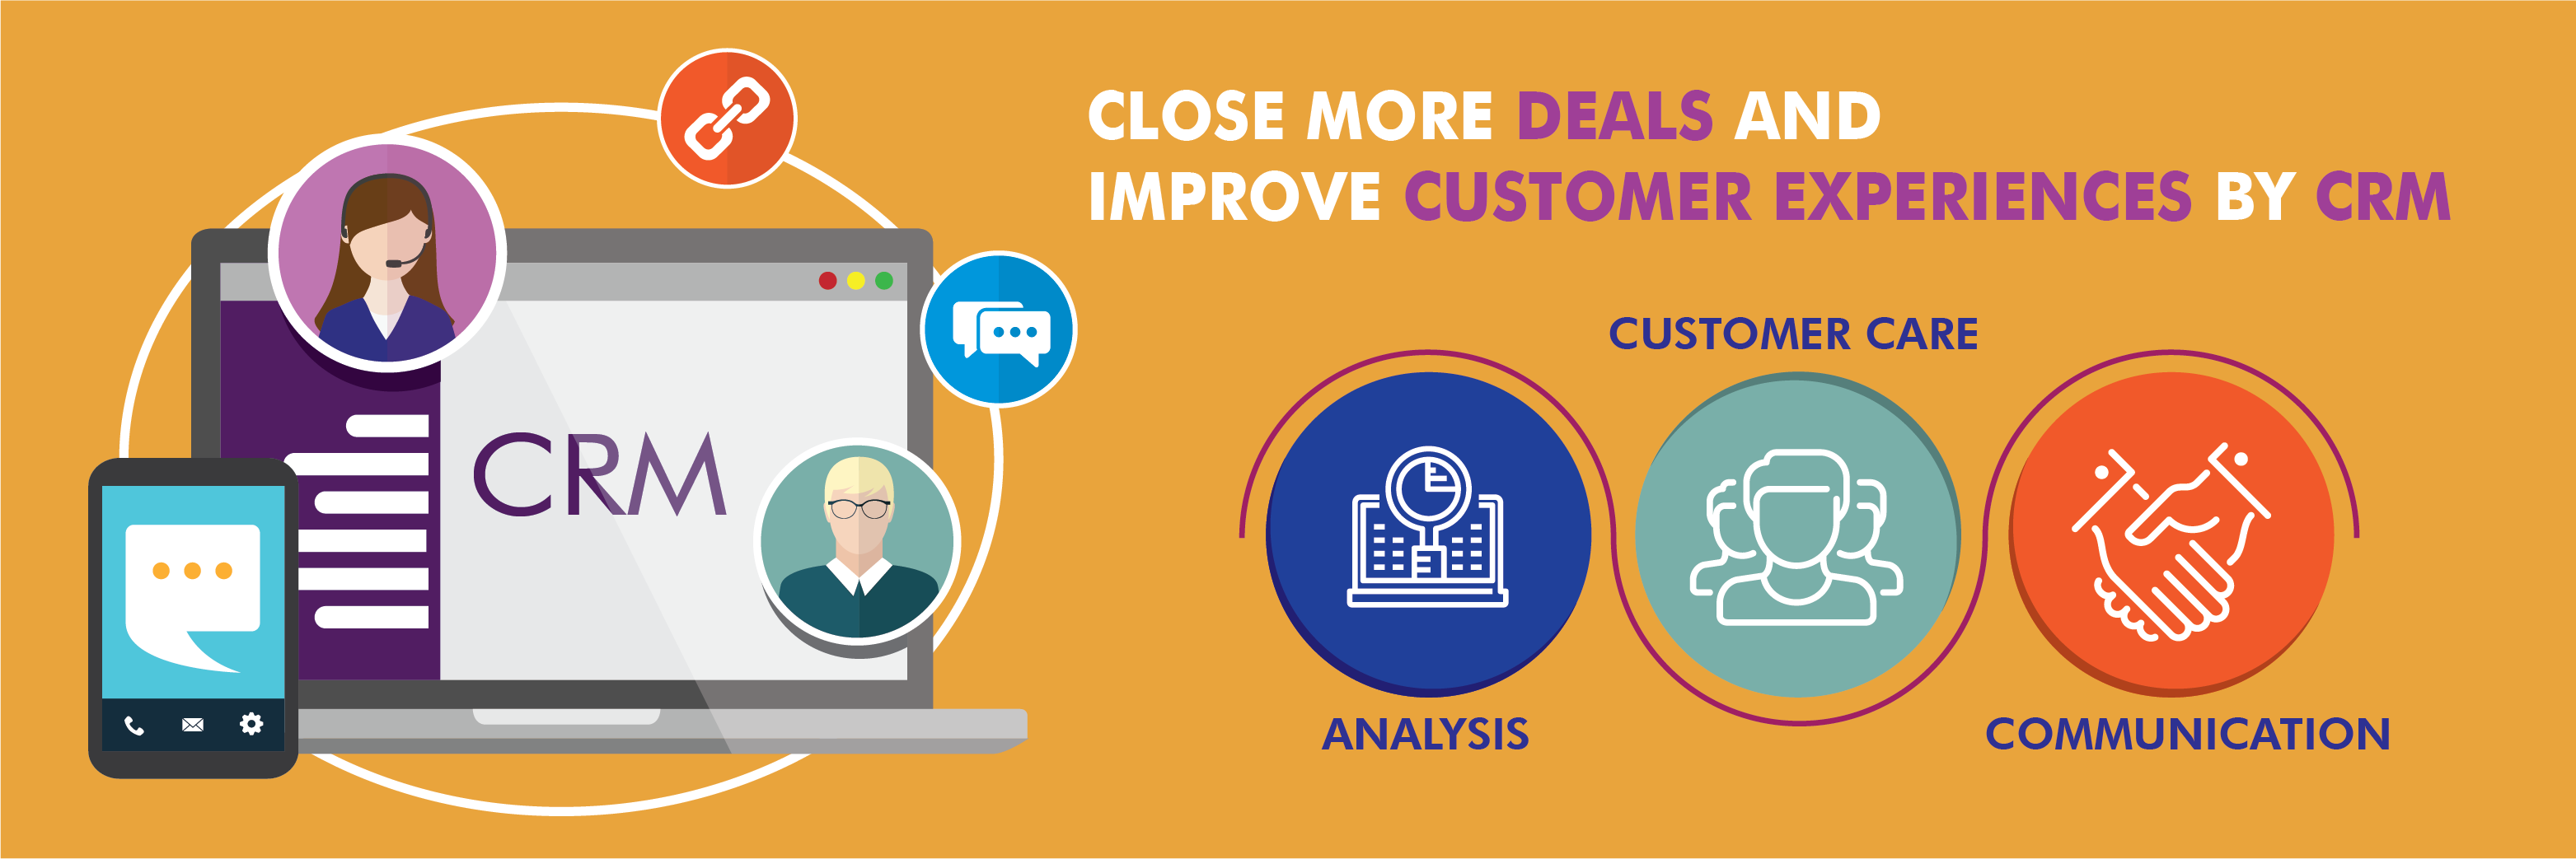 CLOSE MORE DEALS AND
IMPROVE CUSTOMER EXPERIENCES BY CRM
CRM
CUSTOMER CARE
ANALYSIS
COMMUNICATION